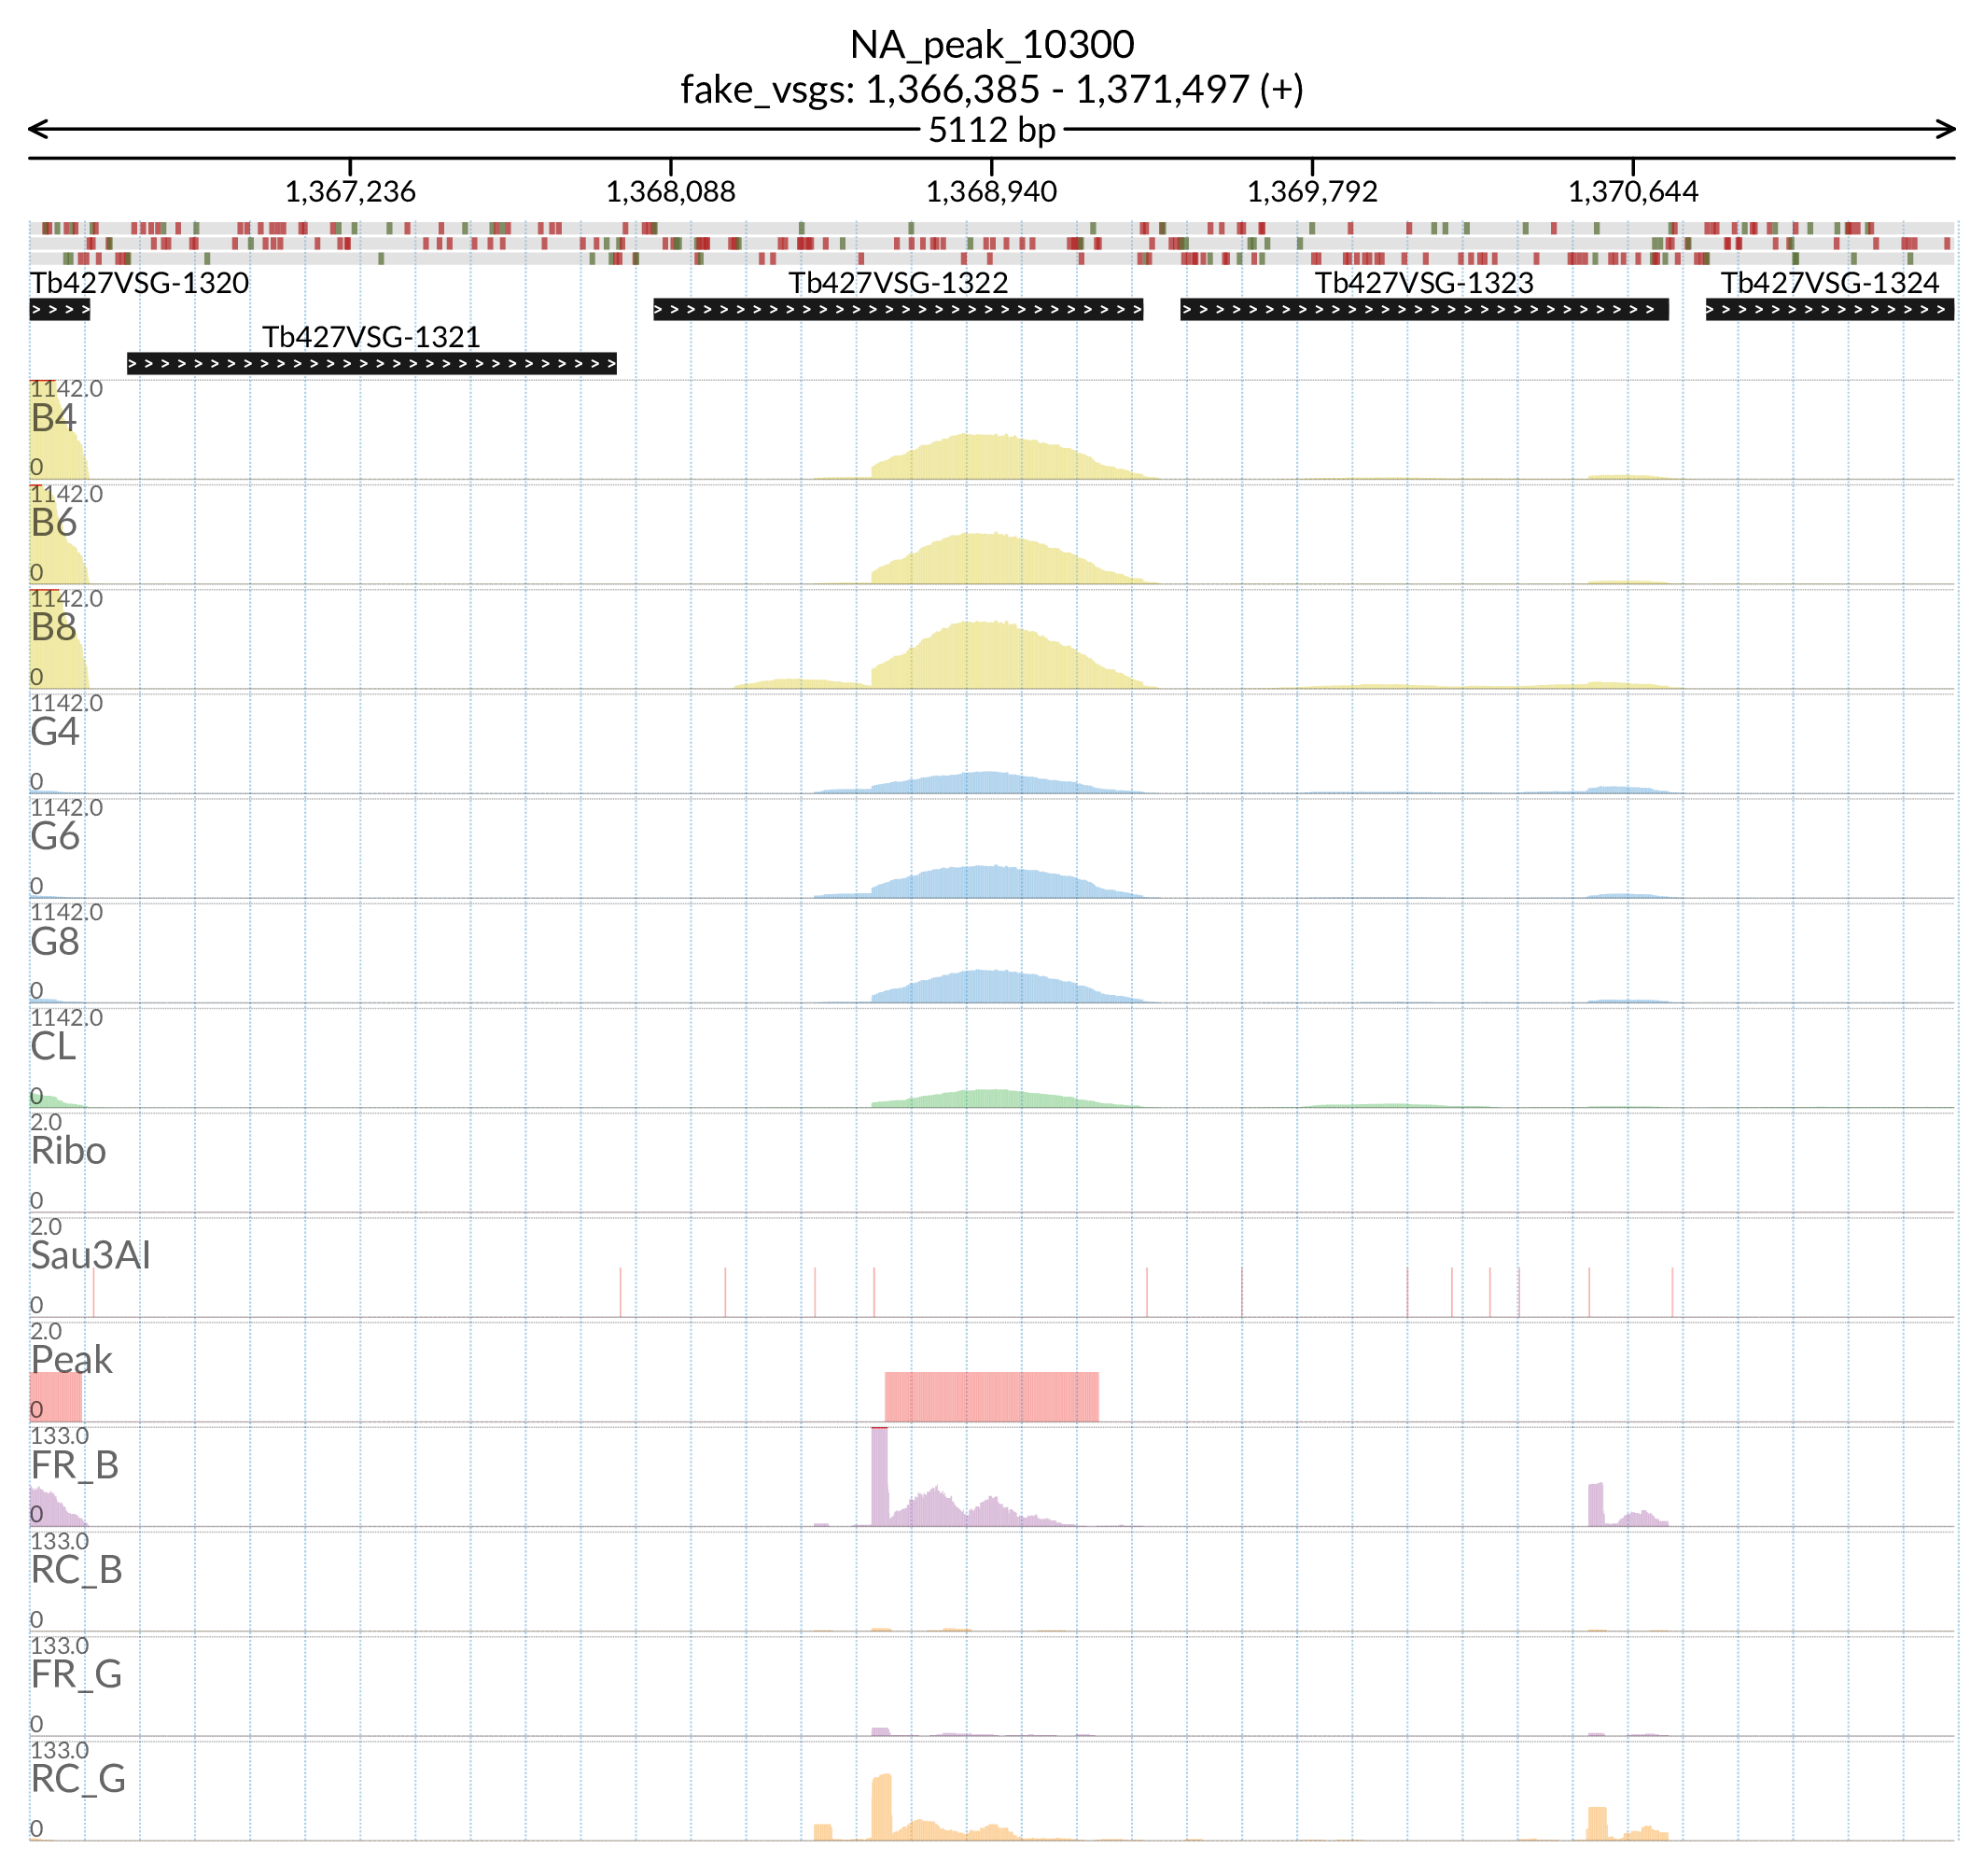 NA_peak_10300
fake_vsgs: 1,366,385 - 1,371,497 (+)
5112 bp
1,367,236 1,368,088 1,368,940 1,369,792 1,370,644
Tb427VSG-1320 Tb427VSG-1322 Tb427VSG-1323 Tb427VSG-1324
Tb427VSG-1321
1142.0
B4
0
1142.0
B6
0
1142.0
B8
0
1142.0
G4
0
1142.0
G6
0
1142.0
G8
0
1142.0
CL
0
2.0
Ribo
0
2.0
Sau3AI
0
2.0
Peak
0
133.0
FR_B
0
133.0
RC_B
0
133.0
FR_G
0
133.0
RC_G
0